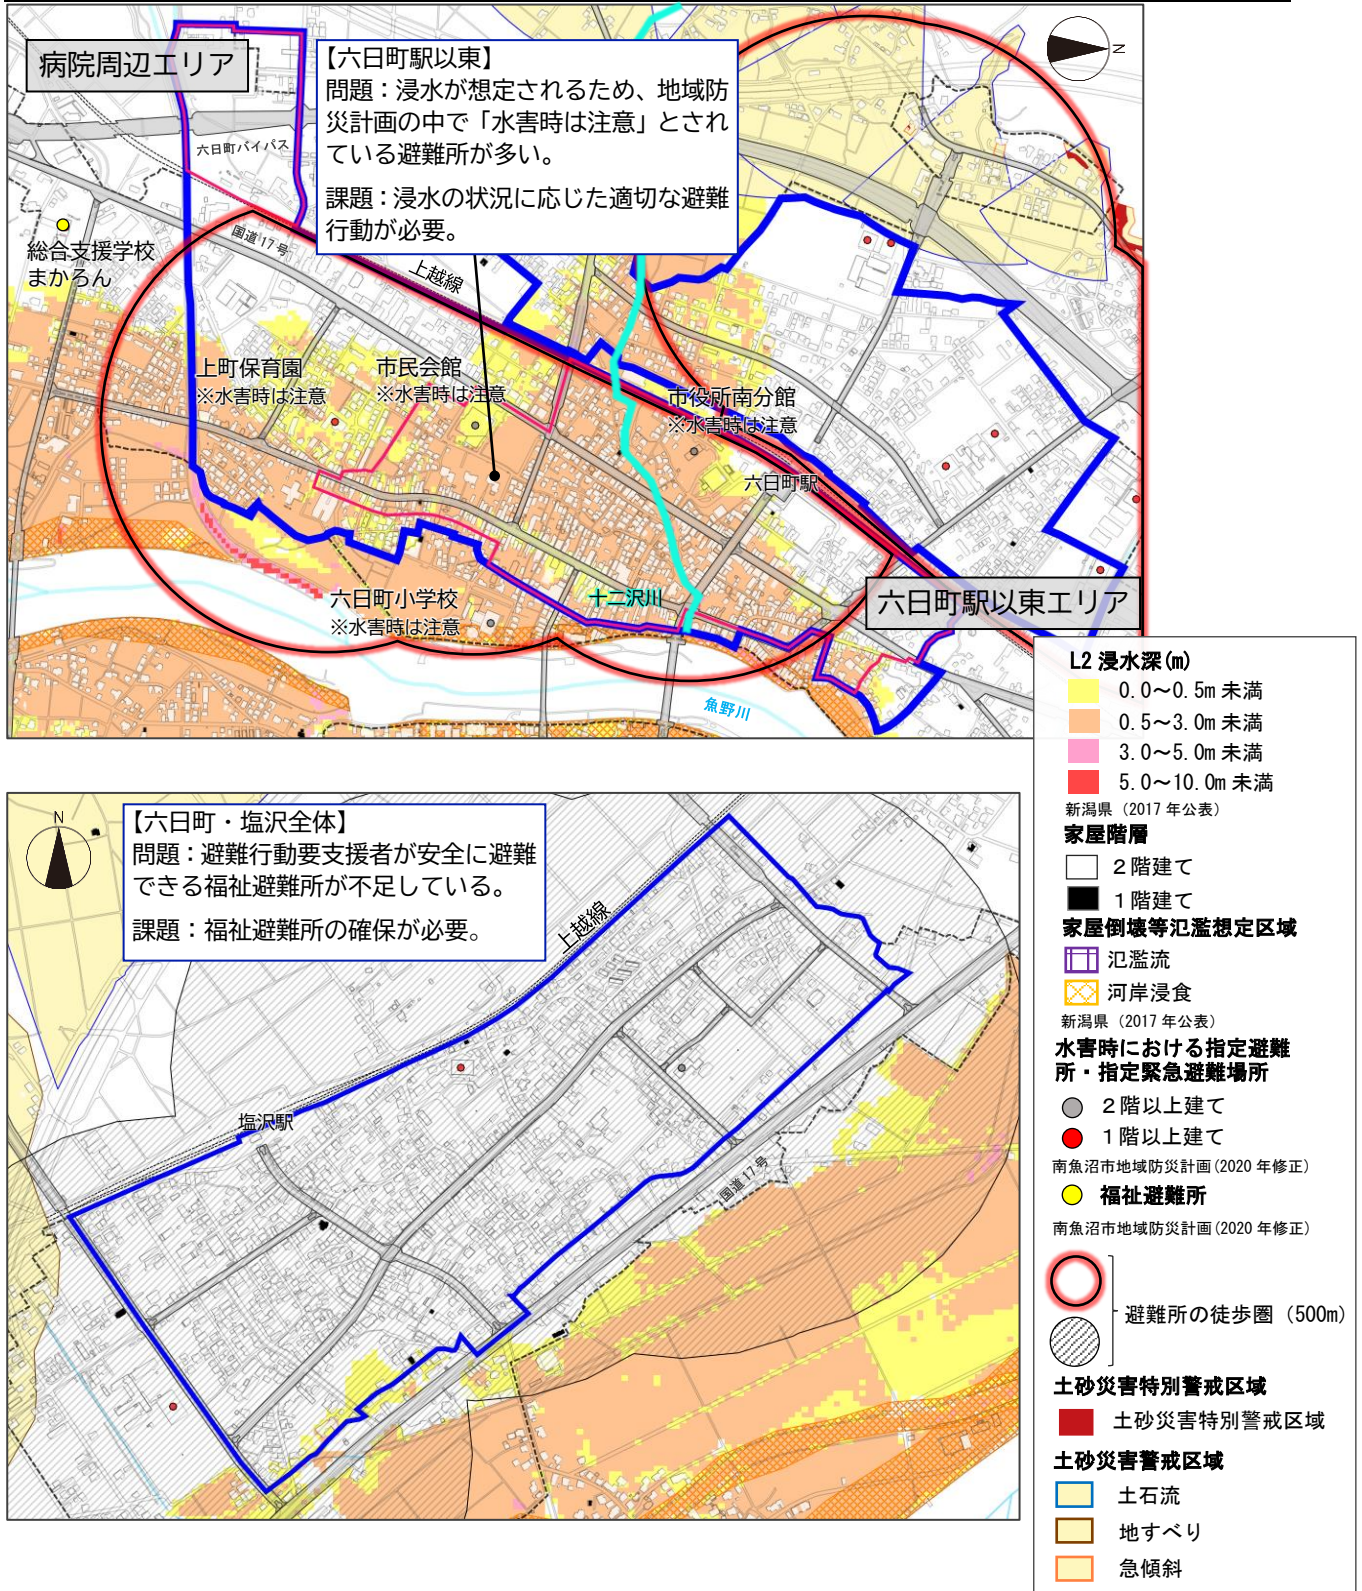 病院周辺エリア
【六日町駅以東】
問題：浸水が想定されるため、地域防
災計画の中で「水害時は注意」とされ
ている避難所が多い。
課題：浸水の状況に応じた適切な避難
行動が必要。
N
六日町バイパス
総合支援学校
まかろん
国道17号
上越線
上町保育園
※水害時は注意
市民会館
※水害時は注意
市役所南分館
※水害時は注意
六日町駅
六日町小学校
※水害時は注意
十二沢川
六日町駅以東エリア
魚野川
N
【六日町・塩沢全体】
問題：避難行動要支援者が安全に避難
できる福祉避難所が不足している。
課題：福祉避難所の確保が必要。
上越線
塩沢駅
国道17号
L2 浸水深(m)
0.0～0.5m 未満
0.5～3.0m 未満
3.0～5.0m 未満
5.0～10.0m 未満
新潟県（2017 年公表）
家屋階層
２階建て
１階建て
家屋倒壊等氾濫想定区域
氾濫流
河岸浸食
新潟県（2017 年公表）
水害時における指定避難
所・指定緊急避難場所
２階以上建て
１階以上建て
南魚沼市地域防災計画(2020 年修正)
福祉避難所
南魚沼市地域防災計画(2020 年修正)
避難所の徒歩圏（500m）
土砂災害特別警戒区域
土砂災害特別警戒区域
土砂災害警戒区域
土石流
地すべり
急傾斜